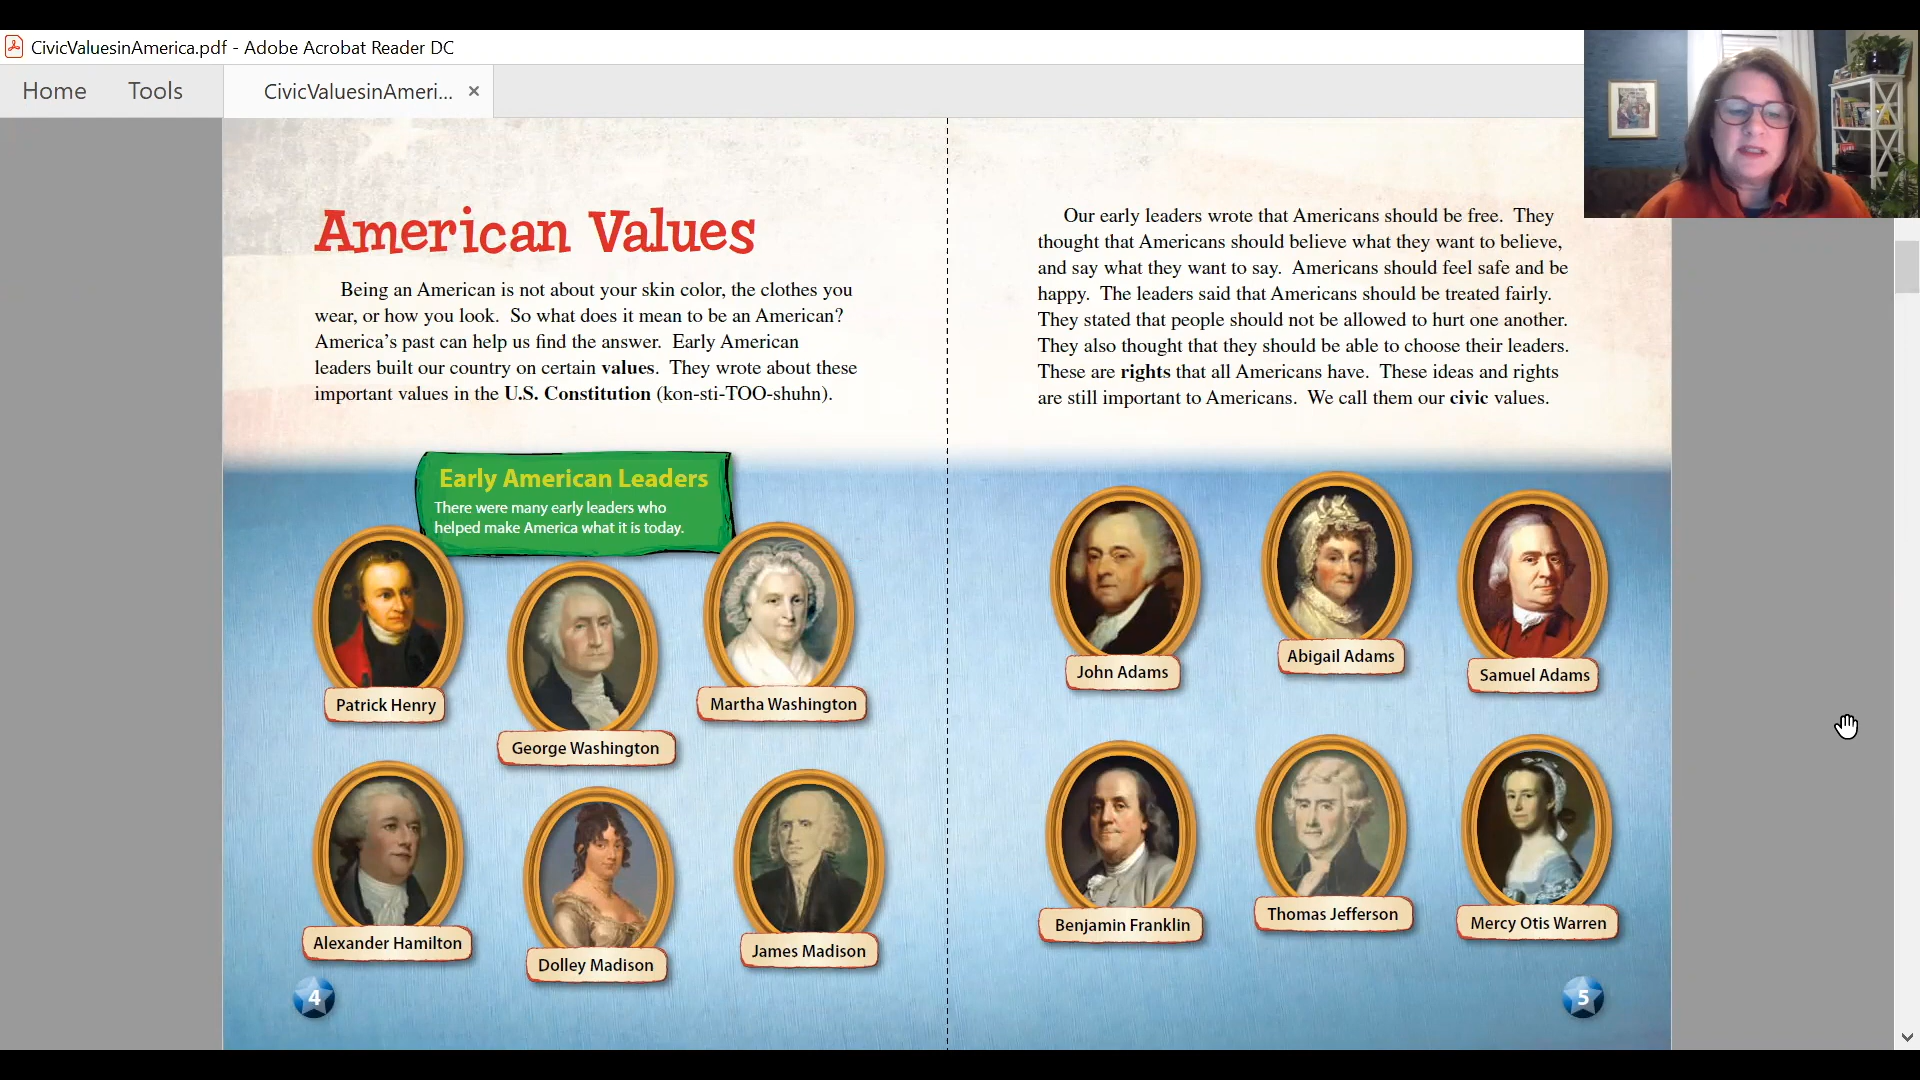 CivicValuesinAmerica.pdf - Adobe Acrobat Reader DC
Home
Tools
CivicValuesinAmeri...
American Values
Being an American is not about your skin color, the clothes you
wear, or how you look. So what does it mean to be an American?
America's past can help us find the answer. Early American
leaders built our country on certain values. They wrote about these
important values in the U.S. Constitution (kon-sti-TOO-shuhn).
Early American Leaders
There were many early leaders who
helped make America what it is today.
Patrick Henry
George Washington
Martha Washington
Alexander Hamilton
Dolley Madison
James Madison
4
Our early leaders wrote that Americans should be free. They
thought that Americans should believe what they want to believe,
and say what they want to say. Americans should feel safe and be
happy. The leaders said that Americans should be treated fairly.
They stated that people should not be allowed to hurt one another.
They also thought that they should be able to choose their leaders.
These are rights that all Americans have. These ideas and rights
are still important to Americans. We call them our civic values.
John Adams
Abigail Adams
Samuel Adams
Benjamin Franklin
Thomas Jefferson
Mercy Otis Warren
5